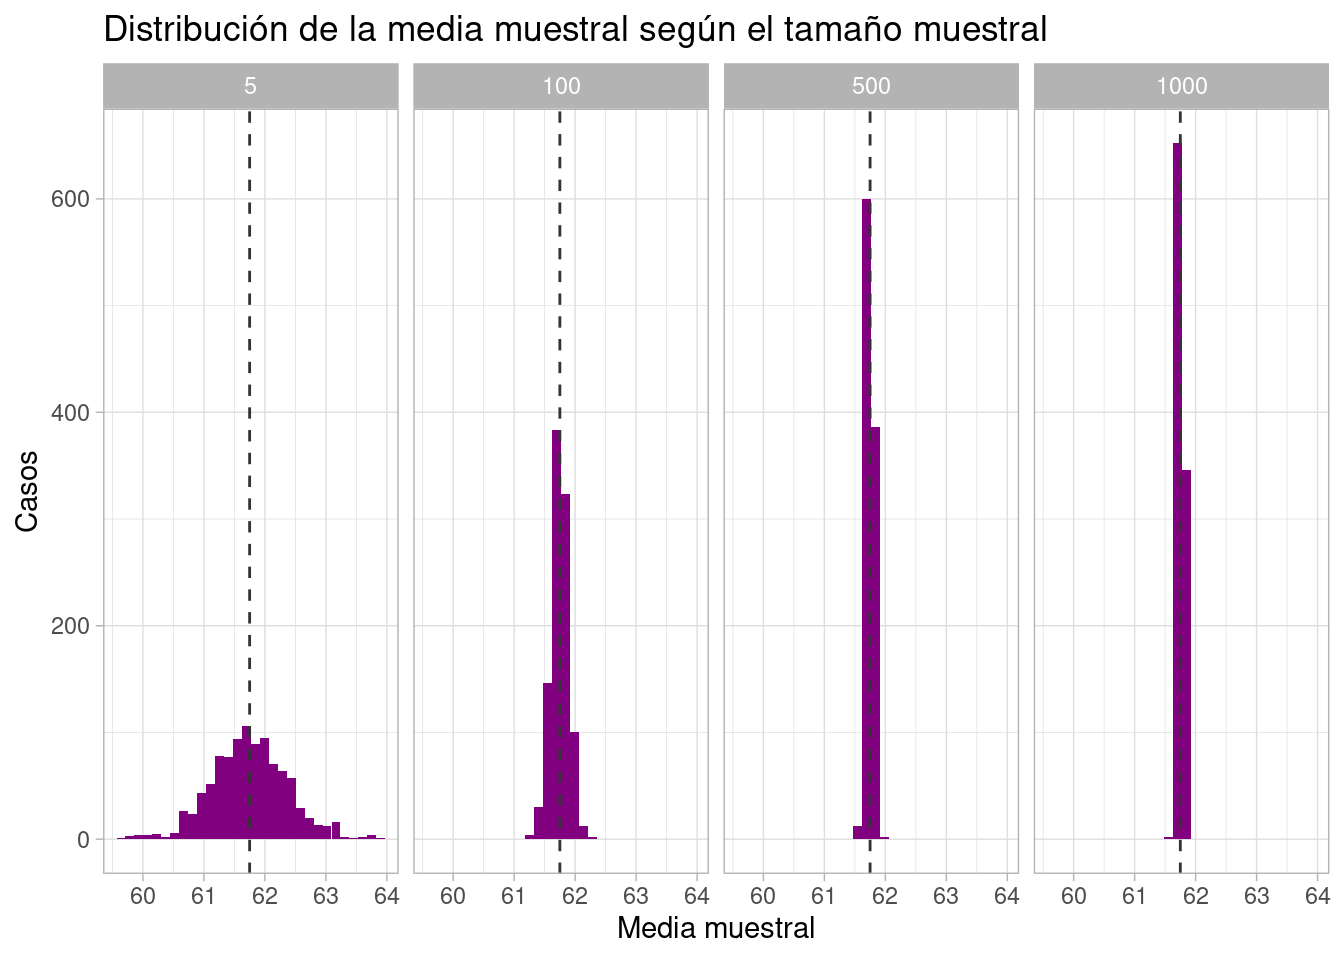 Distribución de la media muestral según el tamaño muestral
5 100 500 1000
600
400
200
0
Casos
60 61 62 63 64 60 61 62 63 64 60 61 62 63 64 60 61 62 63 64
Media muestral